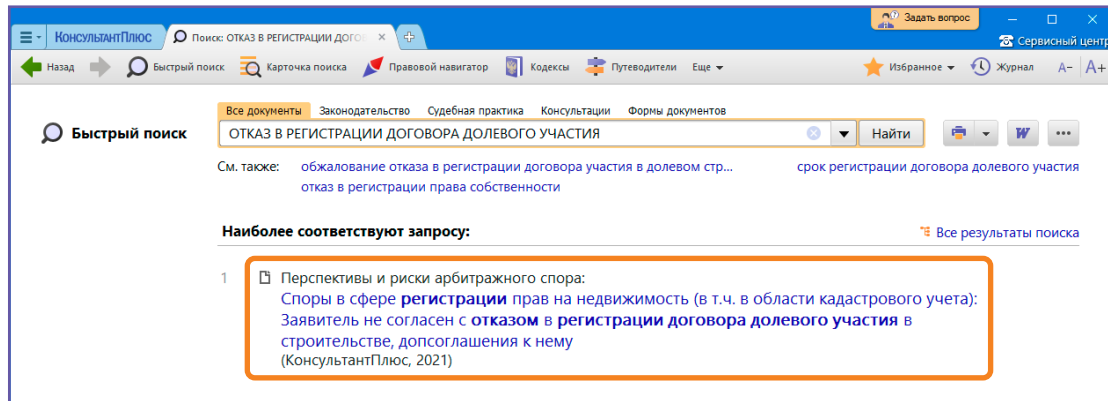 Задать вопрос
КонсультантПлюс Поиск: ОТКАЗ В РЕГИСТРАЦИИ ДОГО
Сервисный центр
Назад Быстрый поиск Карточка поиска Правовой навигатор Кодексы Путеводители Еще Избранное Журнал A− A+
Все документы Законодательство Судебная практика Консультации Формы документов
Быстрый поиск ОТКАЗ В РЕГИСТРАЦИИ ДОГОВОРА ДОЛЕВОГО УЧАСТИЯ Найти W
См. также: обжалование отказа в регистрации договора участия в долевом стр... срок регистрации договора долевого участия
отказ в регистрации права собственности
Наиболее соответствуют запросу: Все результаты поиска
1 Перспективы и риски арбитражного спора:
Споры в сфере регистрации прав на недвижимость (в т.ч. в области кадастрового учета):
Заявитель не согласен с отказом в регистрации договора долевого участия в
строительстве, допсоглашения к нему
(КонсультантПлюс, 2021)